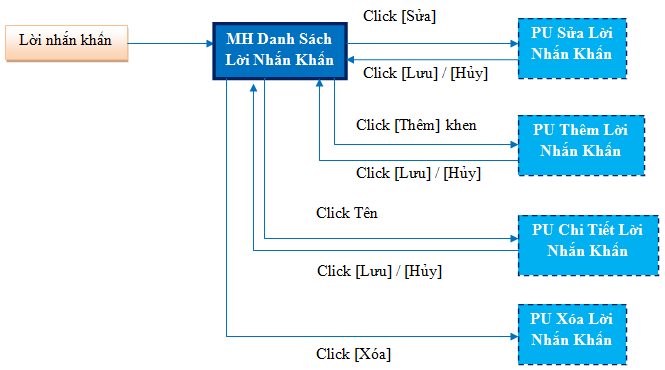 Lời nhắn khấn
MH Danh Sách
Lời Nhắn Khấn
Click [Sửa]
PU Sửa Lời
Nhắn Khấn
Click [Lưu] / [Hủy]
Click [Thêm] khen
PU Thêm Lời
Nhắn Khấn
Click [Lưu] / [Hủy]
Click Tên
PU Chi Tiết Lời
Nhắn Khấn
Click [Lưu] / [Hủy]
PU Xóa Lời
Nhắn Khấn
Click [Xóa]